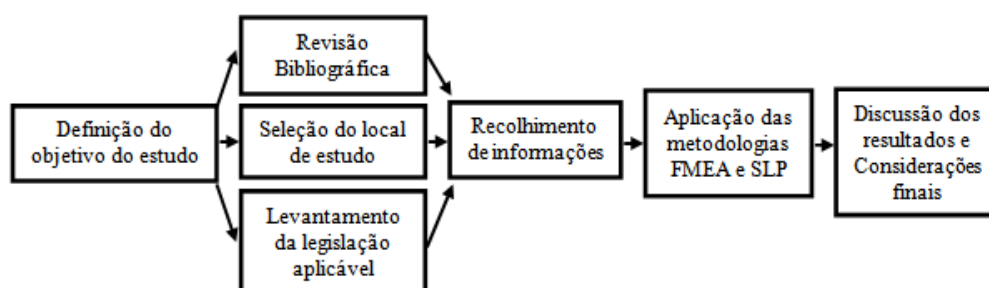 Definição do
objetivo do estudo
Revisão
Bibliográfica
Seleção do local
de estudo
Levantamento
da legislação
aplicável
Recolhimento
de informações
Aplicação das
metodologias
FMEA e SLP
Discussão dos
resultados e
Considerações
finais